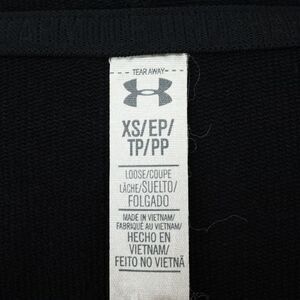 TEAR AWAY
XS/EP/
TP/PP
LOOSE/COUPE
LÂCHE/SUELTO/
FOLGADO
MADE IN VIETNAM/
FABRIQUÉ AU VIETNAM/
HECHO EN
VIETNAM/
FEITO NO VIETNÃ